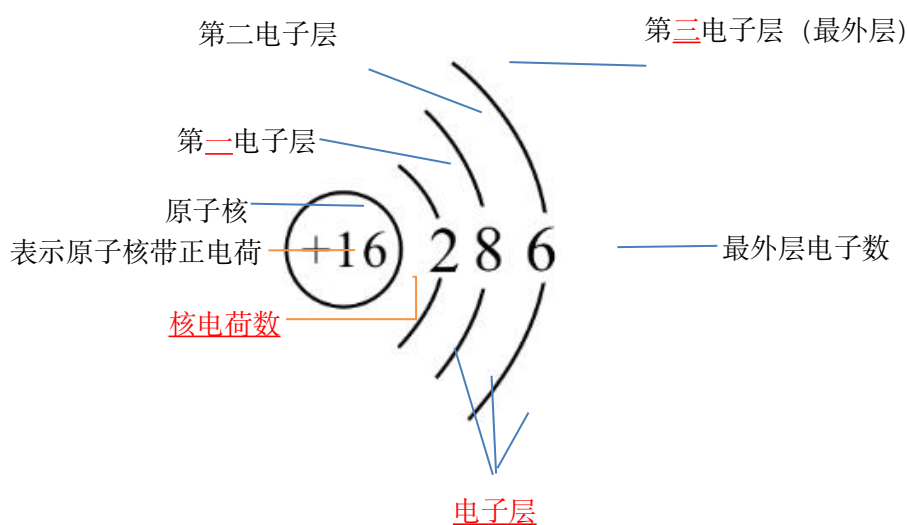 第二电子层
第三电子层（最外层）
第一电子层
原子核
表示原子核带正电荷
+16 2 8 6
最外层电子数
核电荷数
电子层